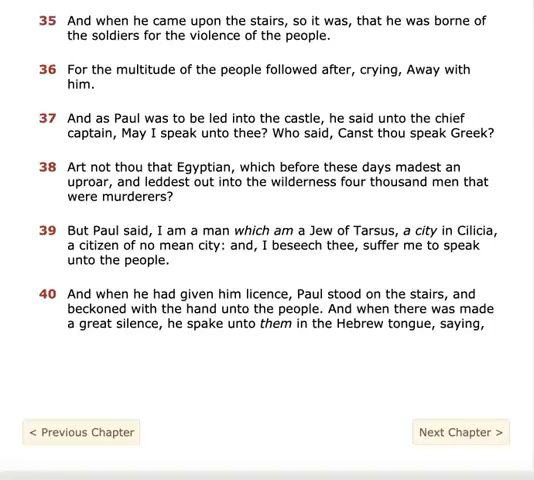 35 And when he came upon the stairs, so it was, that he was borne of
the soldiers for the violence of the people.
36 For the multitude of the people followed after, crying, Away with
him.
37 And as Paul was to be led into the castle, he said unto the chief
captain, May I speak unto thee? Who said, Canst thou speak Greek?
38 Art not thou that Egyptian, which before these days madest an
uproar, and leddest out into the wilderness four thousand men that
were murderers?
39 But Paul said, I am a man which am a Jew of Tarsus, a city in Cilicia,
a citizen of no mean city: and, I beseech thee, suffer me to speak
unto the people.
40 And when he had given him licence, Paul stood on the stairs, and
beckoned with the hand unto the people. And when there was made
a great silence, he spake unto them in the Hebrew tongue, saying,
< Previous Chapter
Next Chapter >